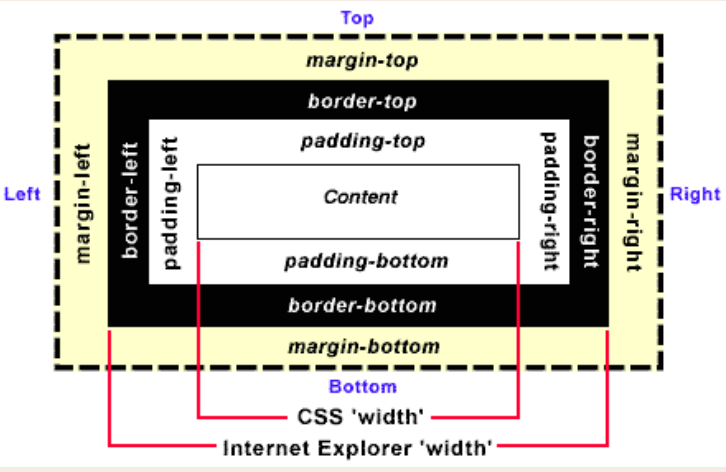 Top
margin-top
border-top
padding-top
Left
margin-left
border-left
padding-left
Content
padding-right
border-right
margin-right
Right
padding-bottom
border-bottom
margin-bottom
Bottom
CSS 'width'
Internet Explorer 'width'